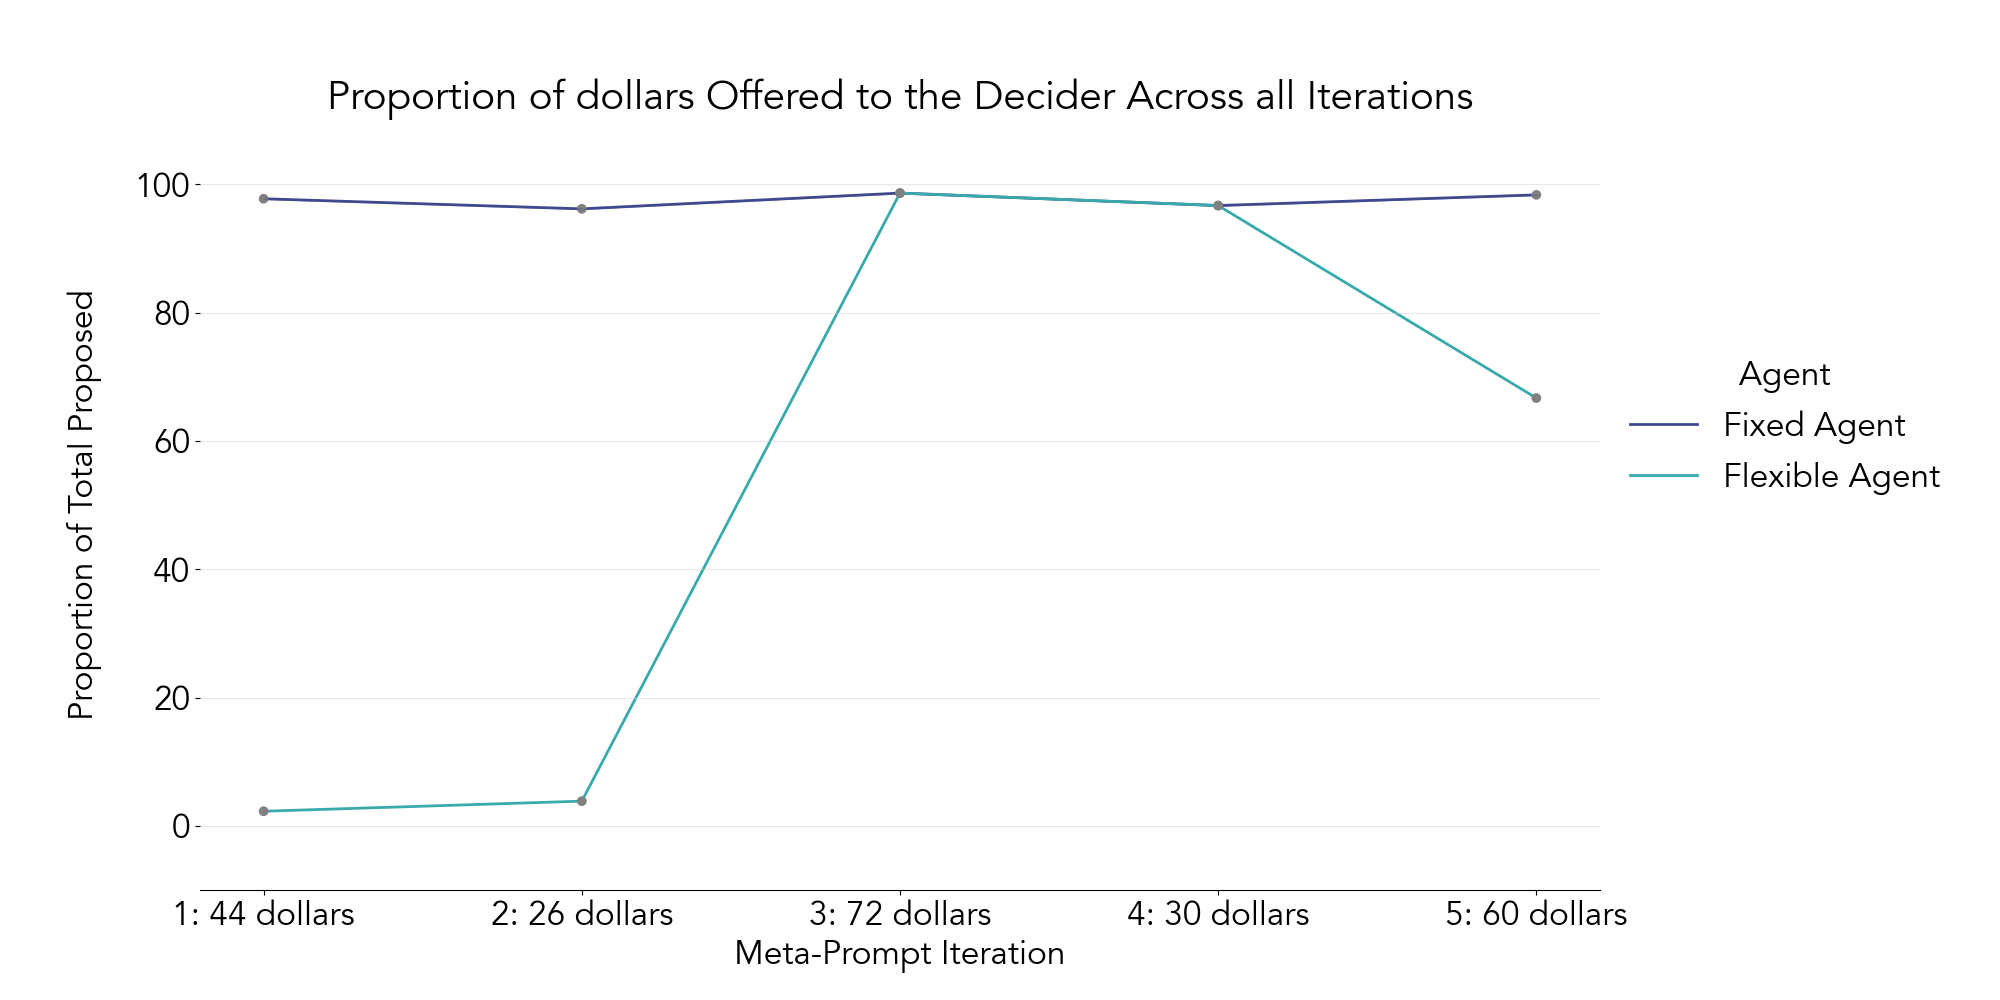 Proportion of dollars Offered to the Decider Across all Iterations
100
80
60
40
20
0
Proportion of Total Proposed
1: 44 dollars
2: 26 dollars
3: 72 dollars
4: 30 dollars
5: 60 dollars
Meta-Prompt Iteration
Agent
Fixed Agent
Flexible Agent